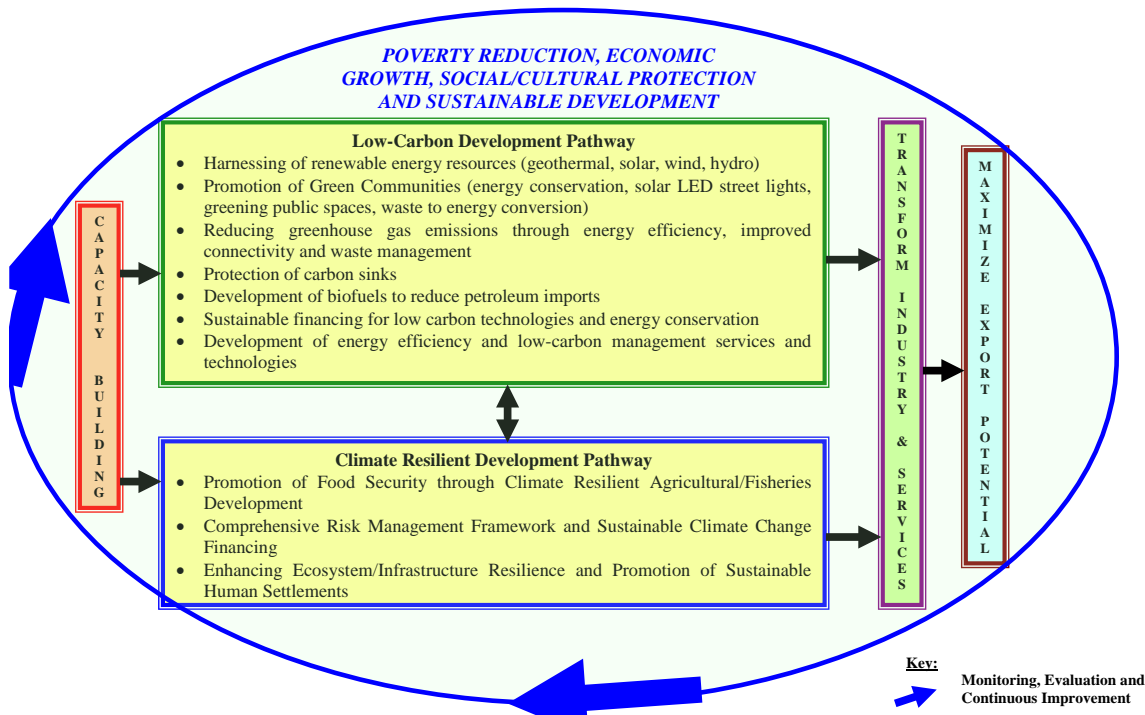 POVERTY REDUCTION, ECONOMIC
GROWTH, SOCIAL/CULTURAL PROTECTION
AND SUSTAINABLE DEVELOPMENT
CAPACITY BUILDING
Low-Carbon Development Pathway
• Harnessing of renewable energy resources (geothermal, solar, wind, hydro)
• Promotion of Green Communities (energy conservation, solar LED street lights,
greening public spaces, waste to energy conversion)
• Reducing greenhouse gas emissions through energy efficiency, improved
connectivity and waste management
• Protection of carbon sinks
• Development of biofuels to reduce petroleum imports
• Sustainable financing for low carbon technologies and energy conservation
• Development of energy efficiency and low-carbon management services and
technologies
Climate Resilient Development Pathway
• Promotion of Food Security through Climate Resilient Agricultural/Fisheries
Development
• Comprehensive Risk Management Framework and Sustainable Climate Change
Financing
• Enhancing Ecosystem/Infrastructure Resilience and Promotion of Sustainable
Human Settlements
TRANSFORM INDUSTRY & SERVICES
MAXIMIZE EXPORT POTENTIAL
Key:
Monitoring, Evaluation and
Continuous Improvement